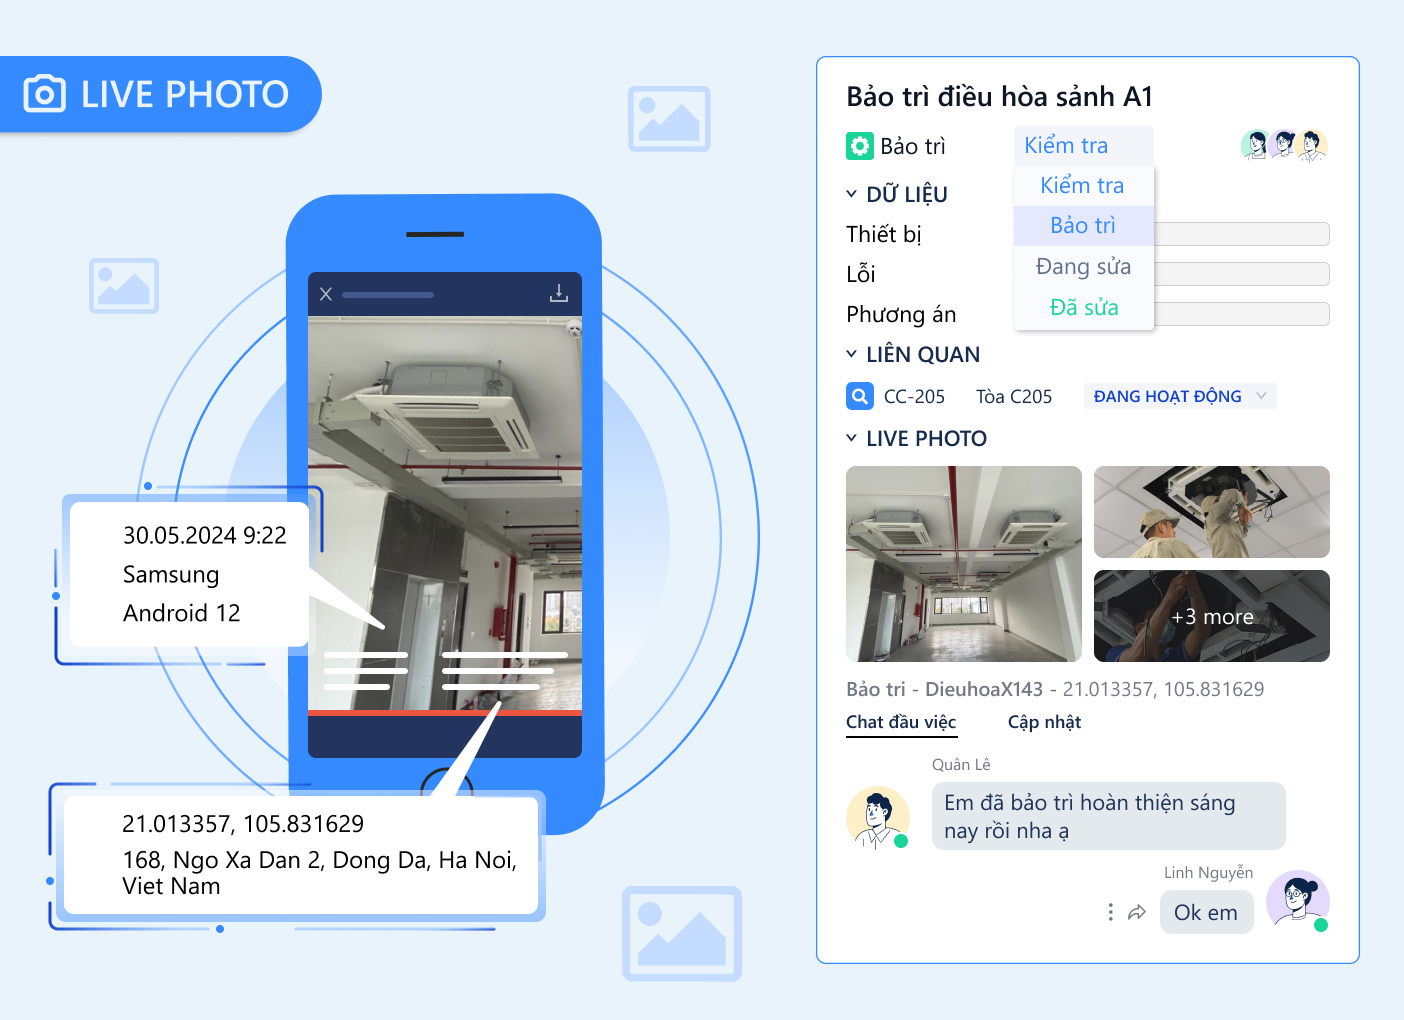 LIVE PHOTO
30.05.2024 9:22
Samsung
Android 12
21.013357, 105.831629
168, Ngo Xa Dan 2, Dong Da, Ha Noi,
Viet Nam
Bảo trì điều hòa sảnh A1
Bảo trì
Kiểm tra
Kiểm tra
Bảo trì
Đang sửa
Đã sửa
DỮ LIỆU
Thiết bị
Lỗi
Phương án
LIÊN QUAN
CC-205 Tòa C205 ĐANG HOẠT ĐỘNG
LIVE PHOTO
+3 more
Bảo trì - DieuhoaX143 - 21.013357, 105.831629
Chat đầu việc Cập nhật
Quân Lê
Em đã bảo trì hoàn thiện sáng
nay rồi nha ạ
Linh Nguyễn
Ok em